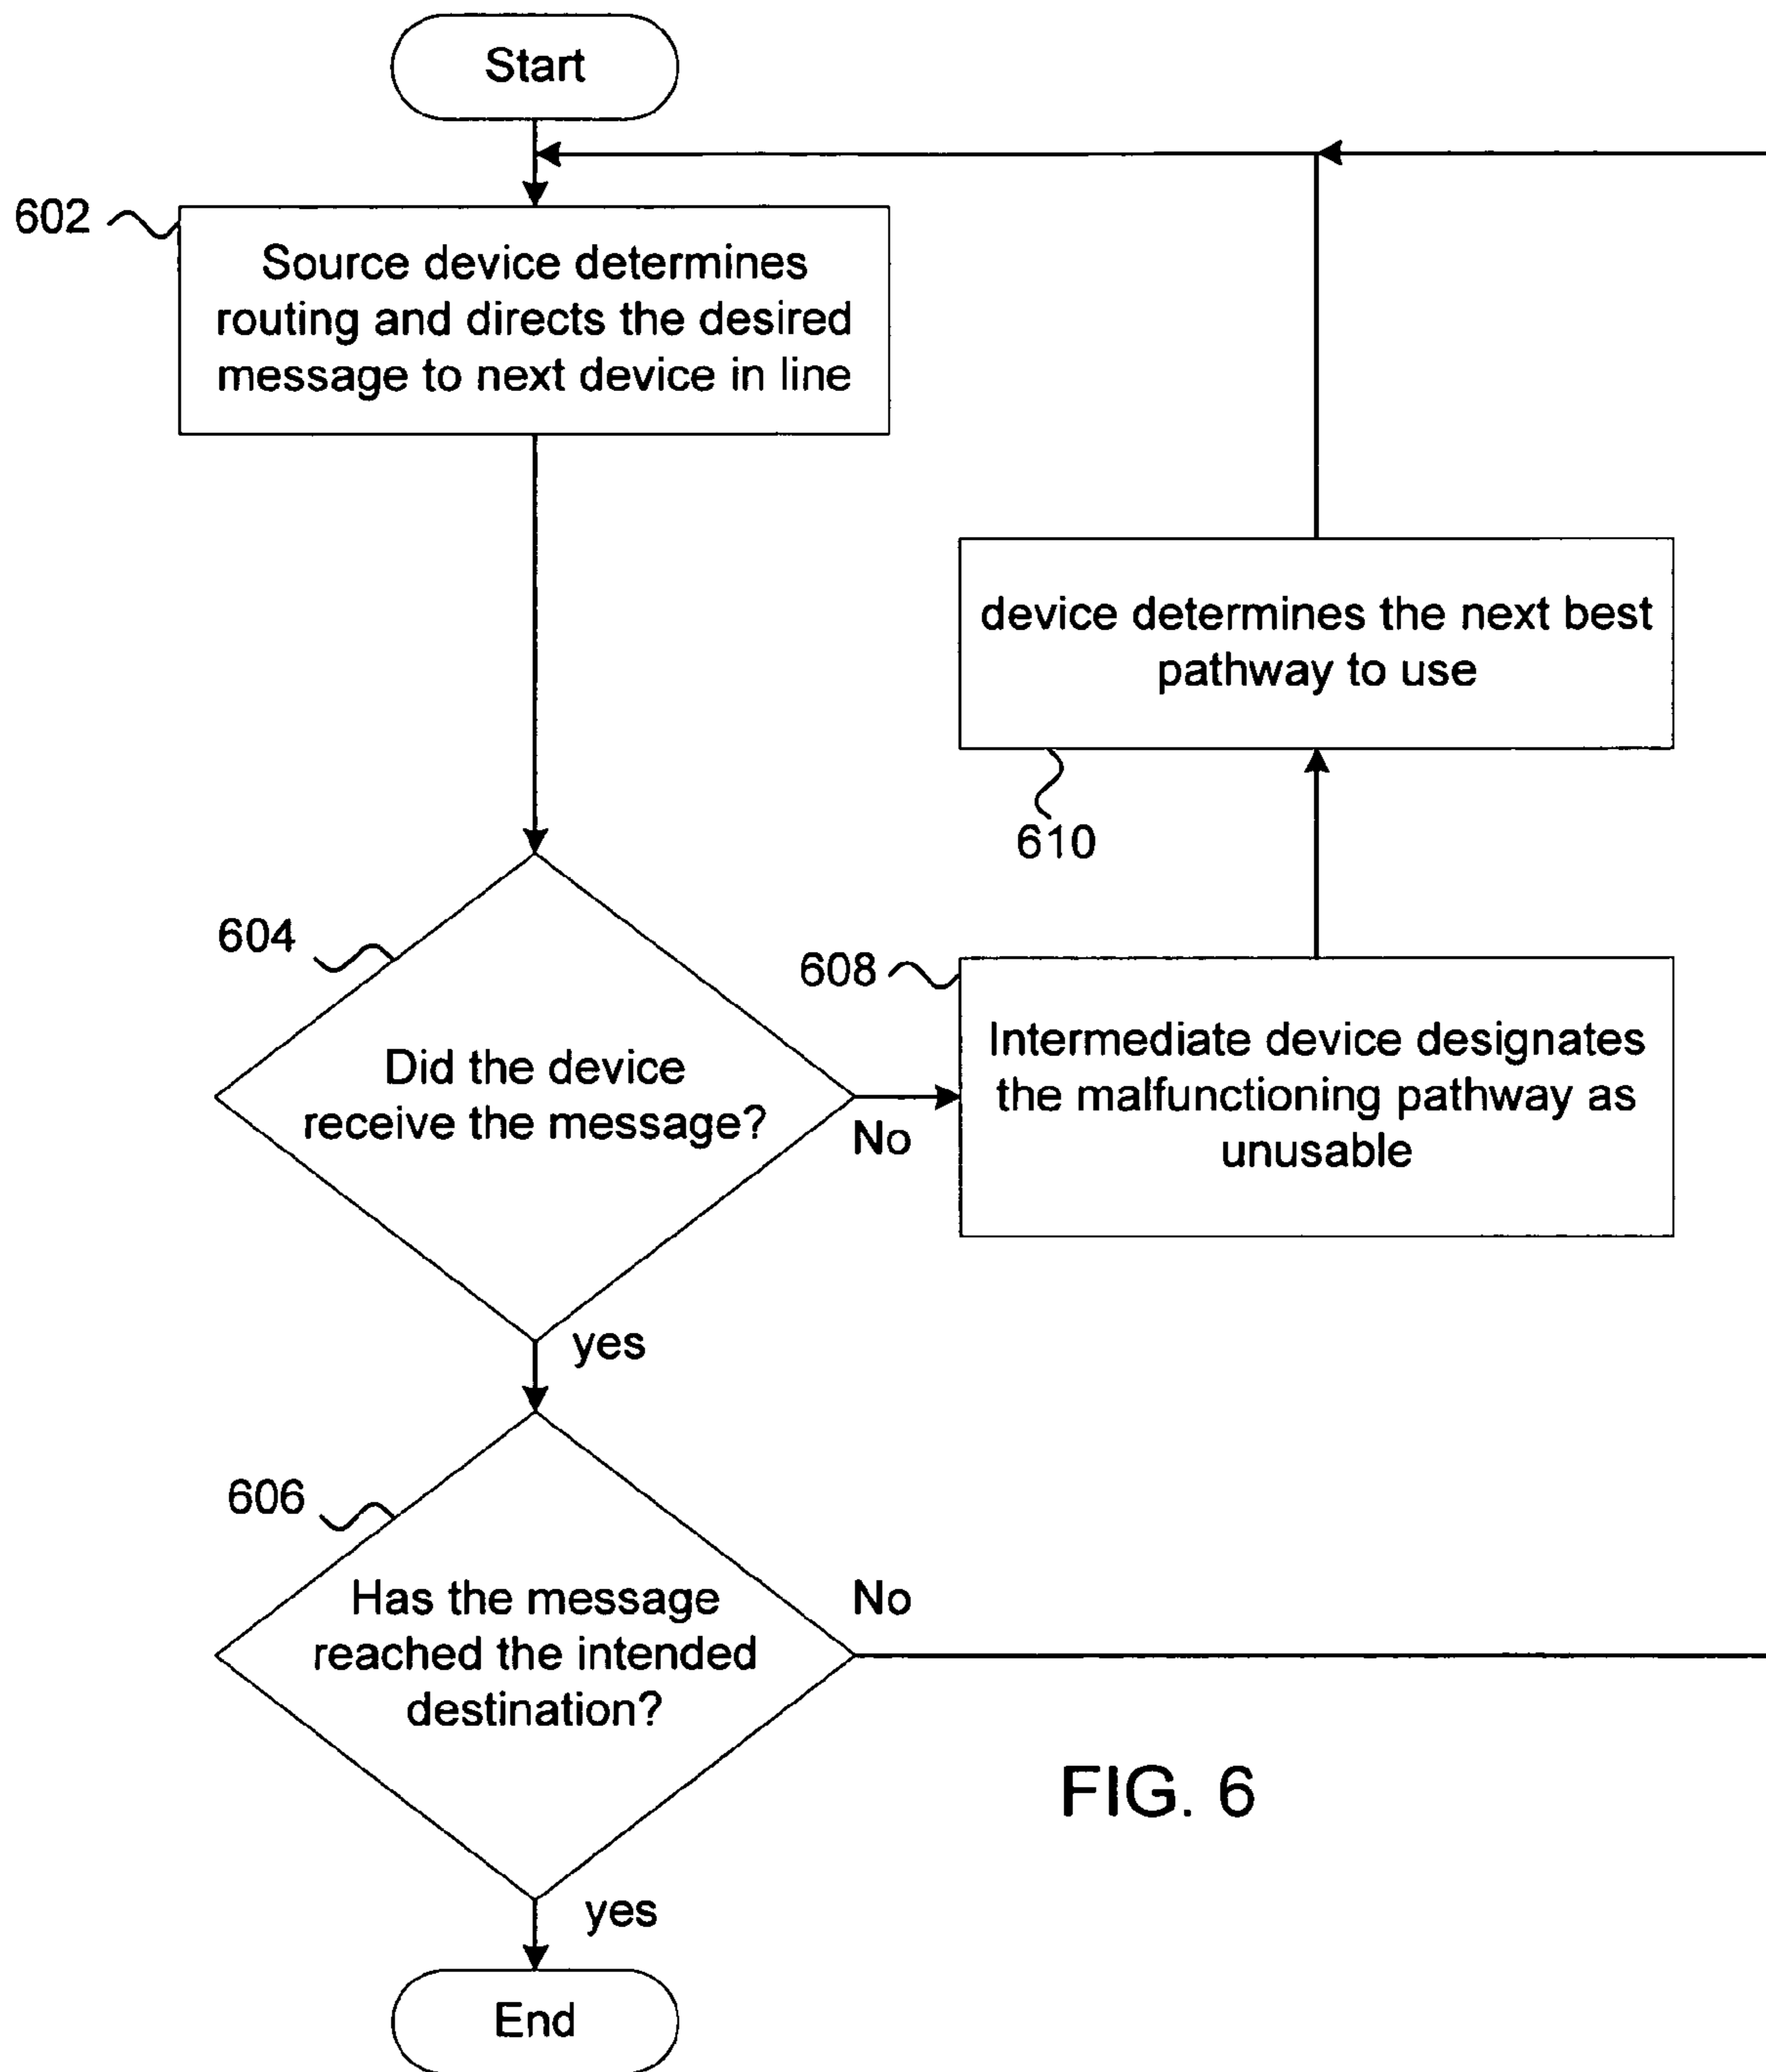 Start
602
Source device determines
routing and directs the desired
message to next device in line
device determines the next best
pathway to use
610
604
Did the device
receive the message?
No
608
Intermediate device designates
the malfunctioning pathway as
unusable
yes
606
Has the message
reached the intended
destination?
No
yes
End
FIG. 6